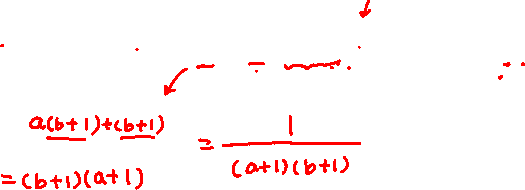 a(b+1)+(b+1)
=(b+1)(a+1)
= 1/((a+1)(b+1))